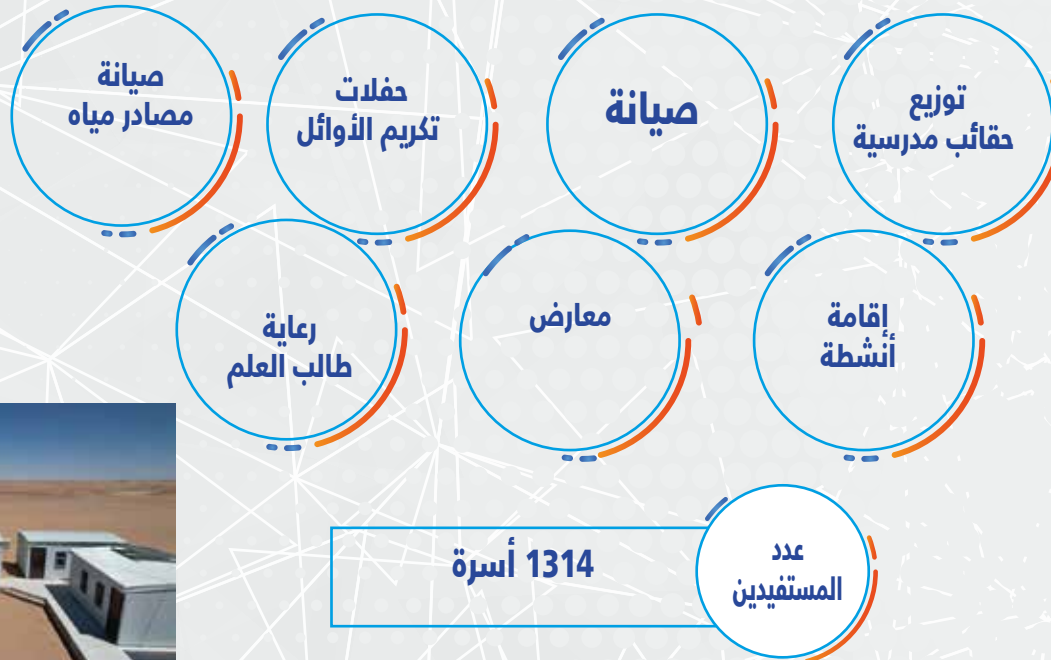 توزيع
حقائب مدرسية
صيانة
حفلات
تكريم الأوائل
صيانة
مصادر مياه
إقامة
أنشطة
معارض
رعاية
طالب العلم
عدد
المستفيدين
1314 أسرة